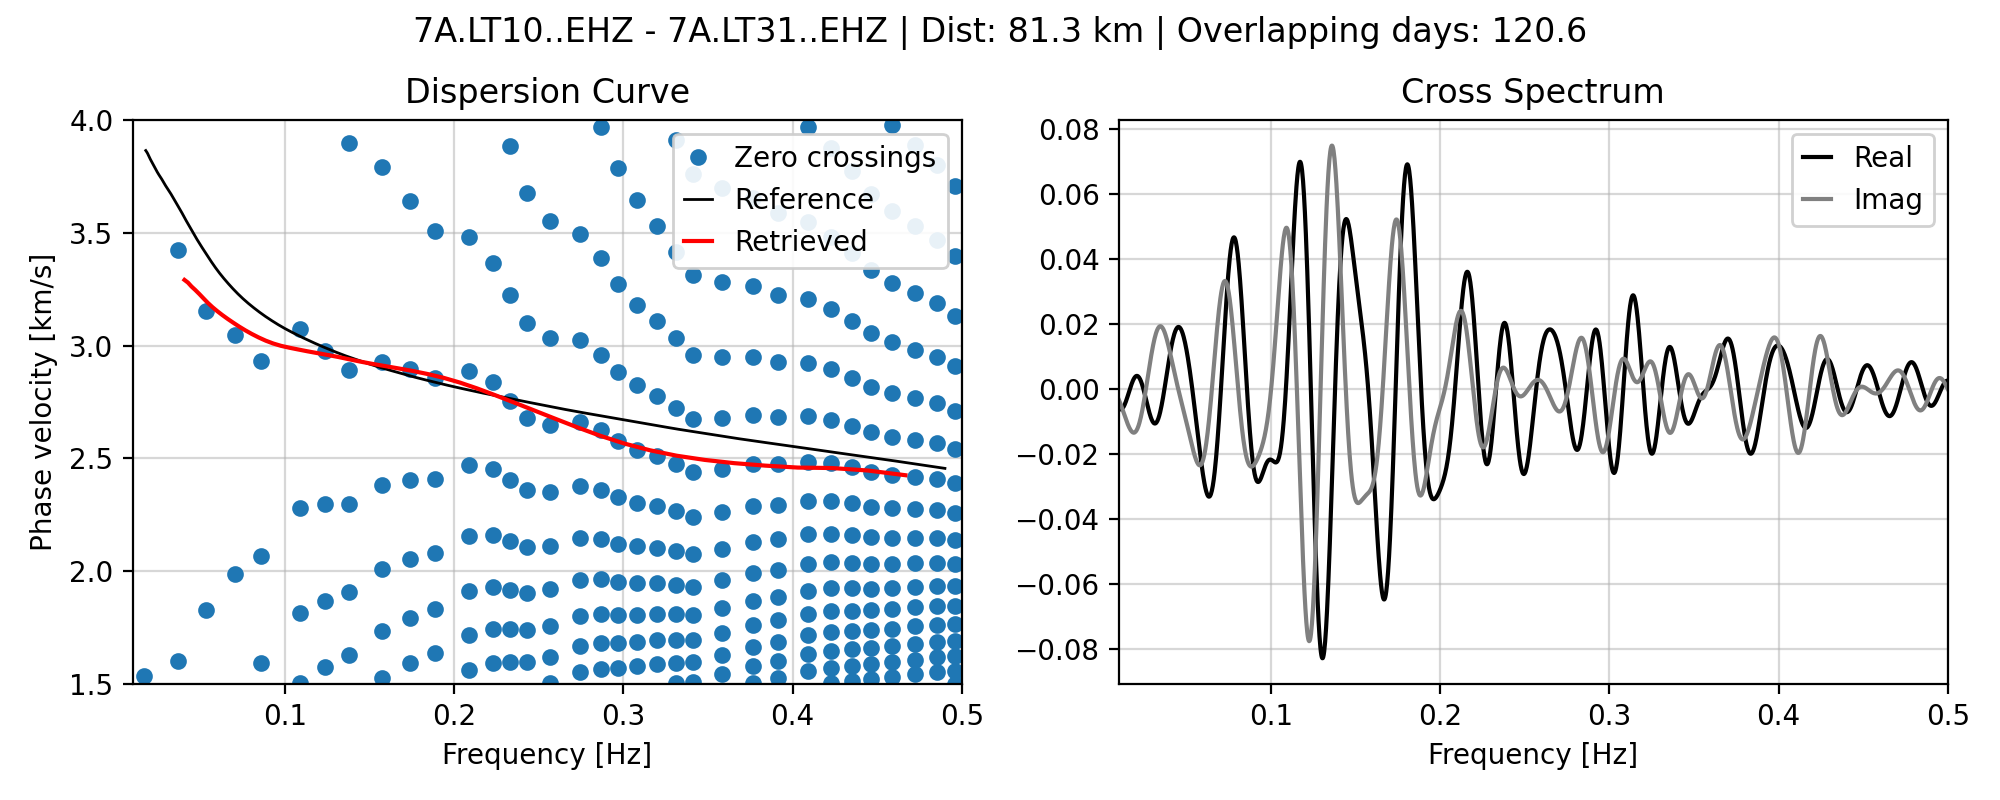 7A.LT10..EHZ - 7A.LT31..EHZ | Dist: 81.3 km | Overlapping days: 120.6
Dispersion Curve
4.0
3.5
3.0
2.5
2.0
1.5
Phase velocity [km/s]
Zero crossings
Reference
Retrieved
0.1 0.2 0.3 0.4 0.5
Frequency [Hz]
Cross Spectrum
0.08
0.06
0.04
0.02
0.00
−0.02
−0.04
−0.06
−0.08
Real
Imag
0.1 0.2 0.3 0.4 0.5
Frequency [Hz]